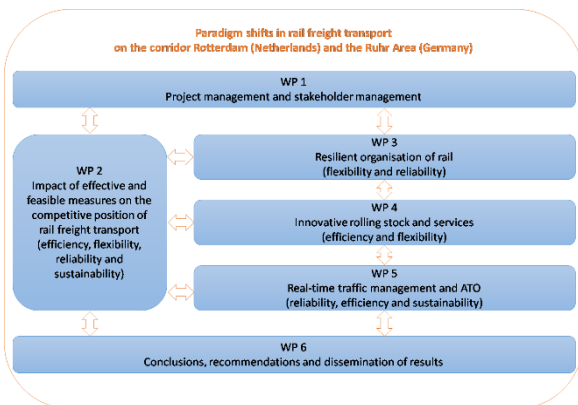 Paradigm shifts in rail freight transport
on the corridor Rotterdam (Netherlands) and the Ruhr Area (Germany)
WP 1
Project management and stakeholder management
WP 2
Impact of effective and
feasible measures on the
competitive position of
rail freight transport
(efficiency, flexibility,
reliability and
sustainability)
WP 3
Resilient organisation of rail
(flexibility and reliability)
WP 4
Innovative rolling stock and services
(efficiency and flexibility)
WP 5
Real-time traffic management and ATO
(reliability, efficiency and sustainability)
WP 6
Conclusions, recommendations and dissemination of results